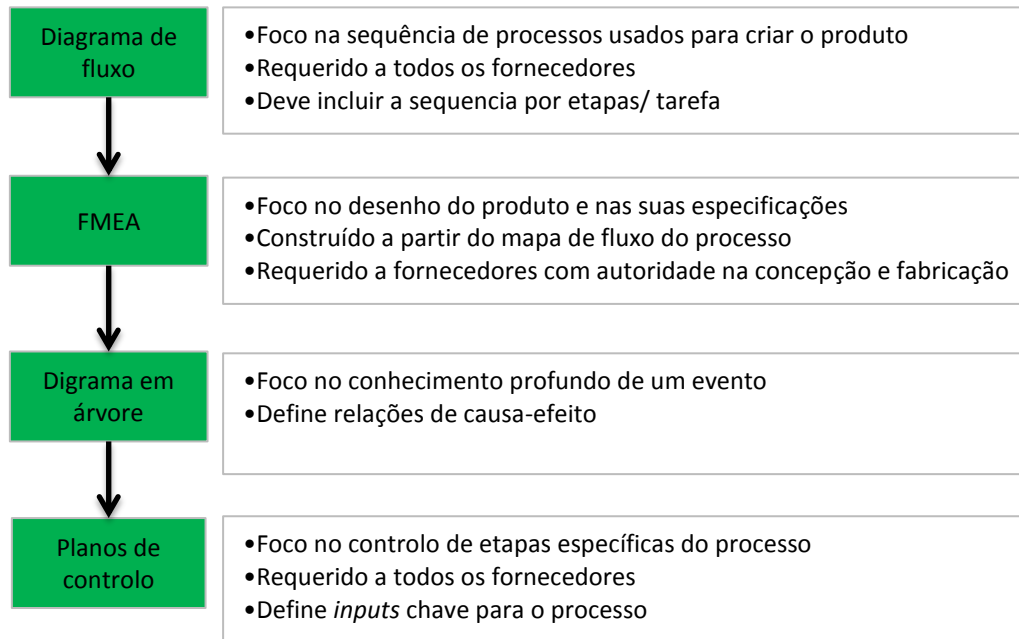 Diagrama de
fluxo
•Foco na sequência de processos usados para criar o produto
•Requerido a todos os fornecedores
•Deve incluir a sequencia por etapas/ tarefa
FMEA
•Foco no desenho do produto e nas suas especificações
•Construído a partir do mapa de fluxo do processo
•Requerido a fornecedores com autoridade na concepção e fabricação
Digrama em
árvore
•Foco no conhecimento profundo de um evento
•Define relações de causa-efeito
Planos de
controlo
•Foco no controlo de etapas específicas do processo
•Requerido a todos os fornecedores
•Define inputs chave para o processo